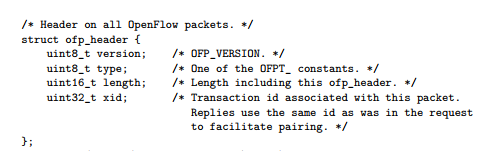 /* Header on all OpenFlow packets. */
struct ofp_header {
    uint8_t version;    /* OFP_VERSION. */
    uint8_t type;       /* One of the OFPT_ constants. */
    uint16_t length;    /* Length including this ofp_header. */
    uint32_t xid;       /* Transaction id associated with this packet.
                           Replies use the same id as was in the request
                           to facilitate pairing. */
};